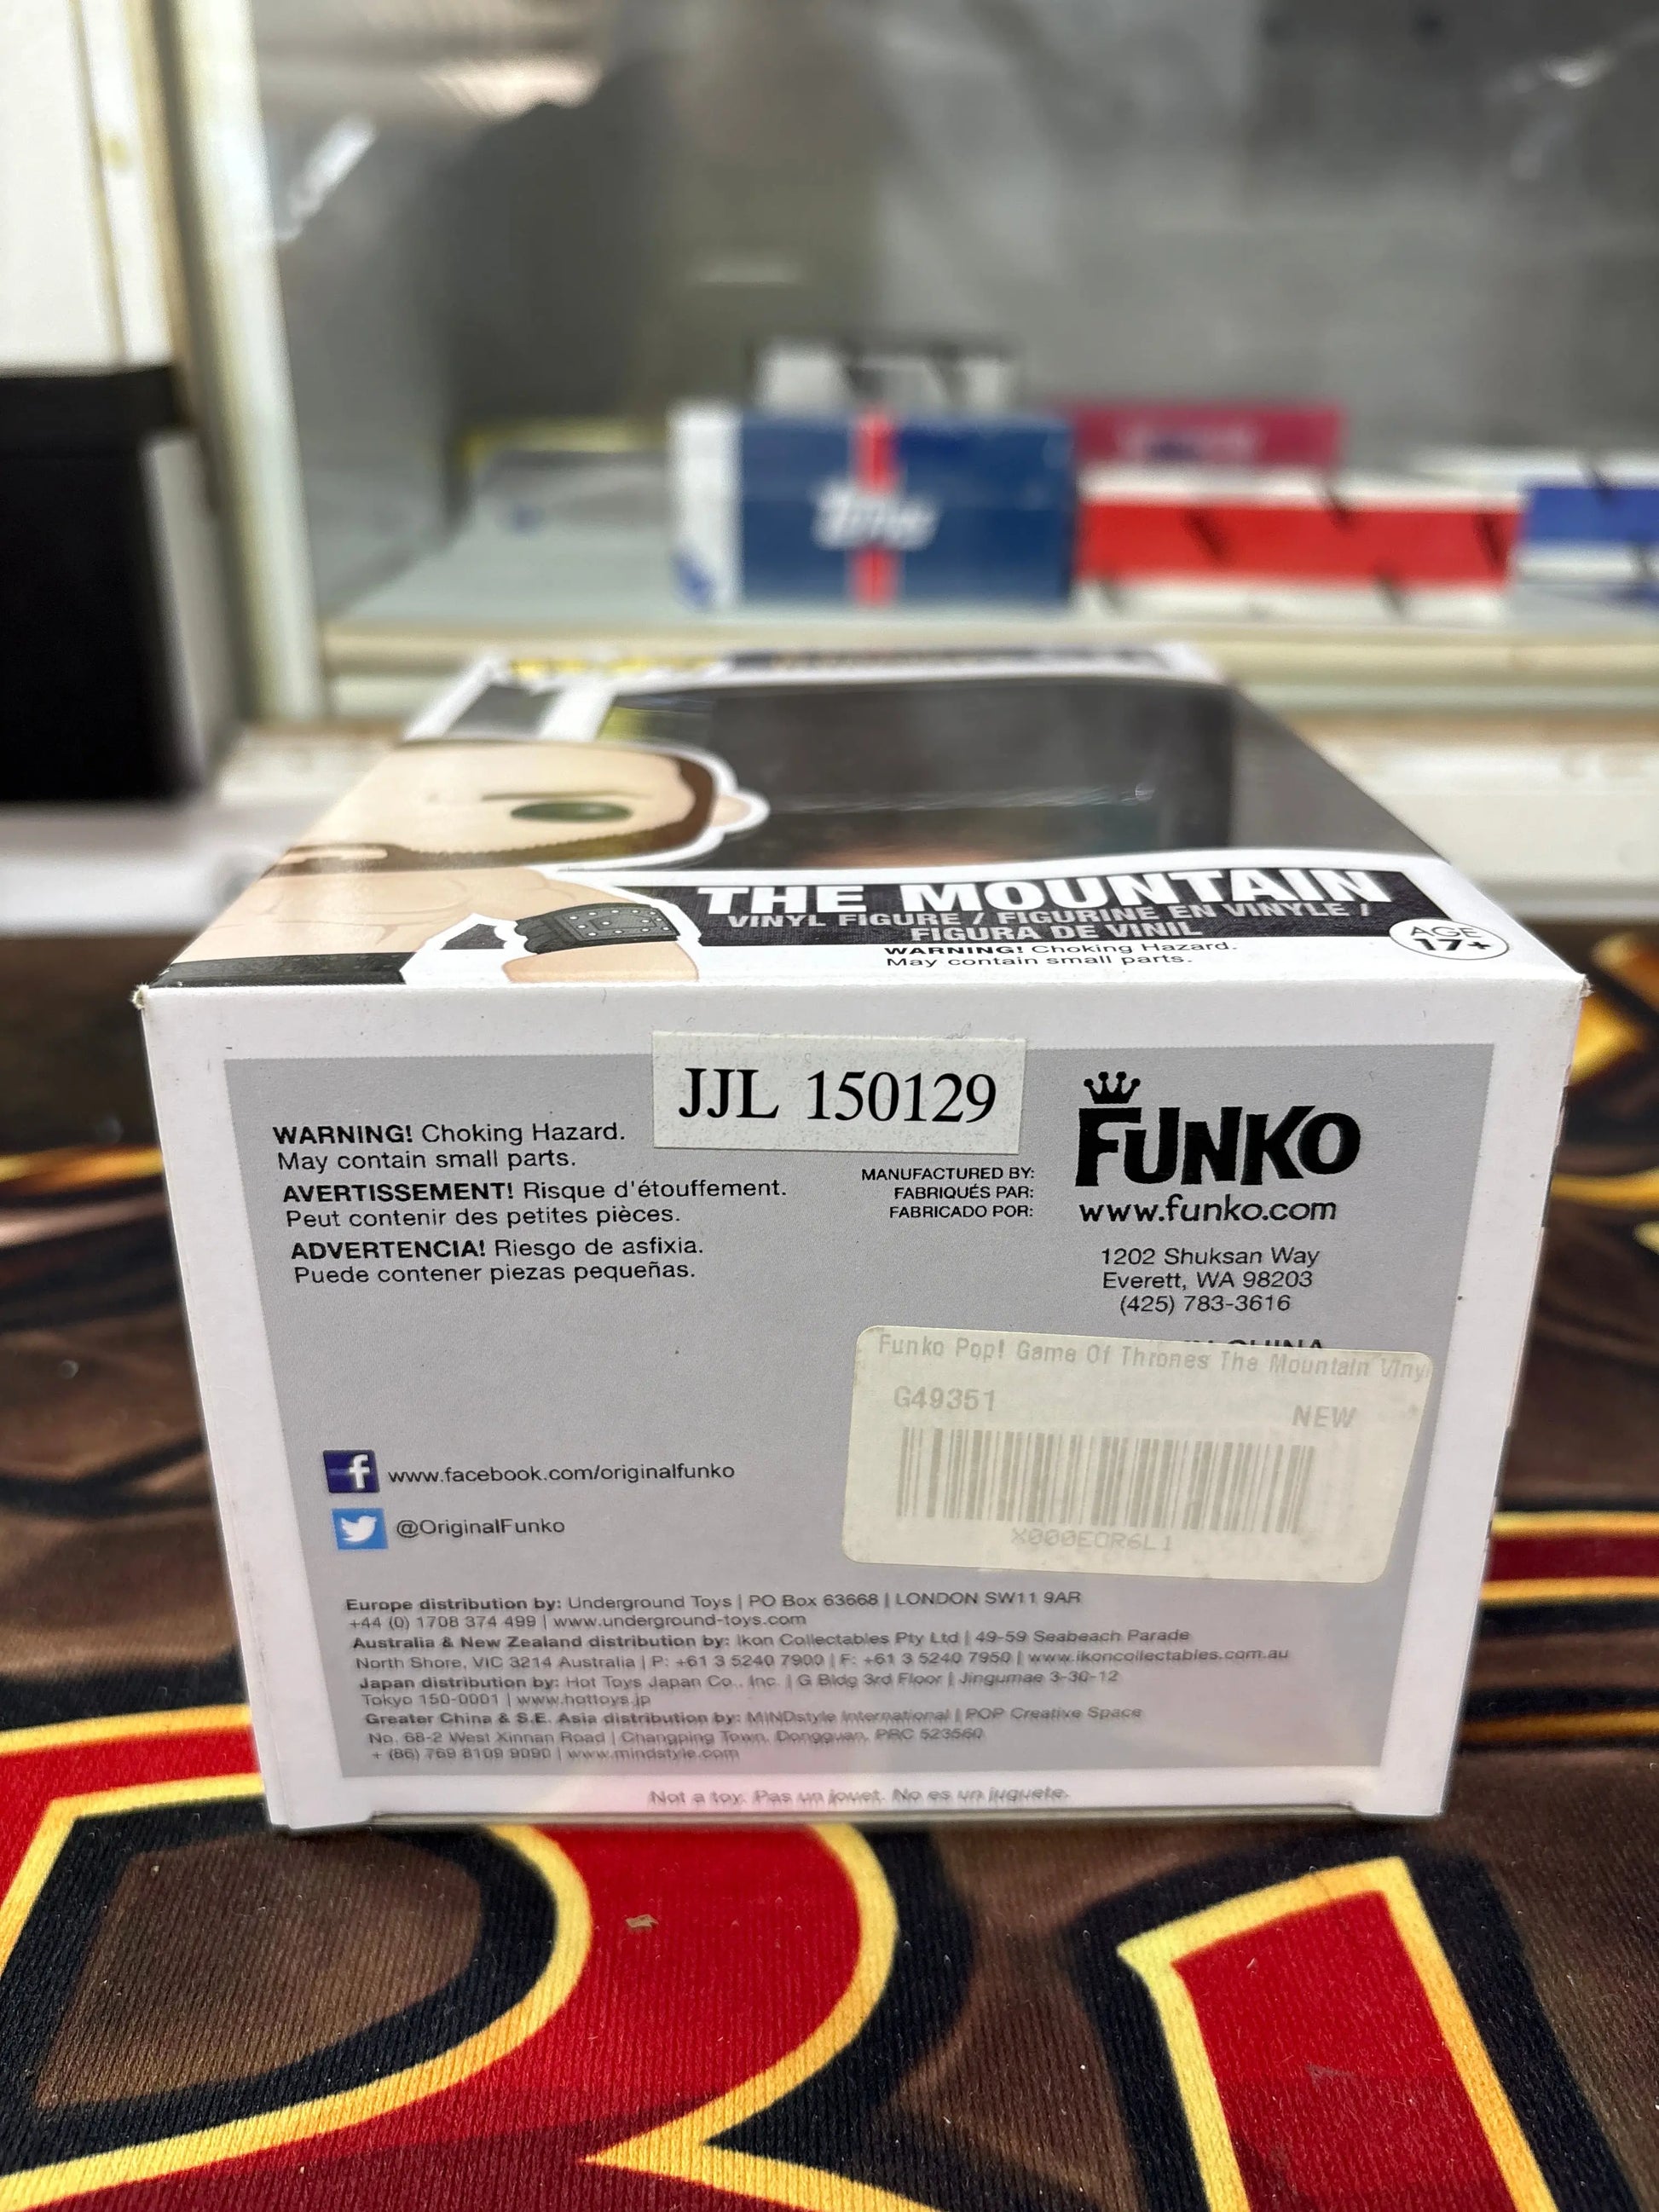 Topps
THE MOUNTAIN
VINYL FIGURE / FIGURINE EN VINYLE /
FIGURA DE VINIL
WARNING! Choking Hazard.
May contain small parts.
AGE
17+
JJL 150129
WARNING! Choking Hazard.
May contain small parts.
AVERTISSEMENT! Risque d'étouffement.
Peut contenir des petites pièces.
ADVERTENCIA! Riesgo de asfixia.
Puede contener piezas pequeñas.
MANUFACTURED BY:
FABRIQUÉS PAR:
FABRICADO POR:
FUNKO
www.funko.com
1202 Shuksan Way
Everett, WA 98203
(425) 783-3616
CHINA
Funko Pop! Game Of Thrones The Mountain Viny
G49351
NEW
X000EQR6L1
f www.facebook.com/originalfunko
@OriginalFunko
Europe distribution by: Underground Toys | PO Box 63668 | LONDON SW11 9AR
+44 (0) 1708 374 499 | www.underground-toys.com
Australia & New Zealand distribution by: Ikon Collectables Pty Ltd | 49-59 Seabeach Parade
North Shore, VIC 3214 Australia | P: +61 3 5240 7900 | F: +61 3 5240 7950 | www.ikoncollectables.com.au
Japan distribution by: Hot Toys Japan Co., Inc. | G Bldg 3rd Floor | Jingumae 3-30-12
Tokyo 150-0001 | www.hottoys.jp
Greater China & S.E. Asia distribution by: MINDstyle International | POP Creative Space
No. 68-2 West Xinnan Road | Changping Town, Dongguan, PRC 523560
+ (86) 769 8109 9090 | www.mindstyle.com
Not a toy. Pas un jouet. No es un juguete.